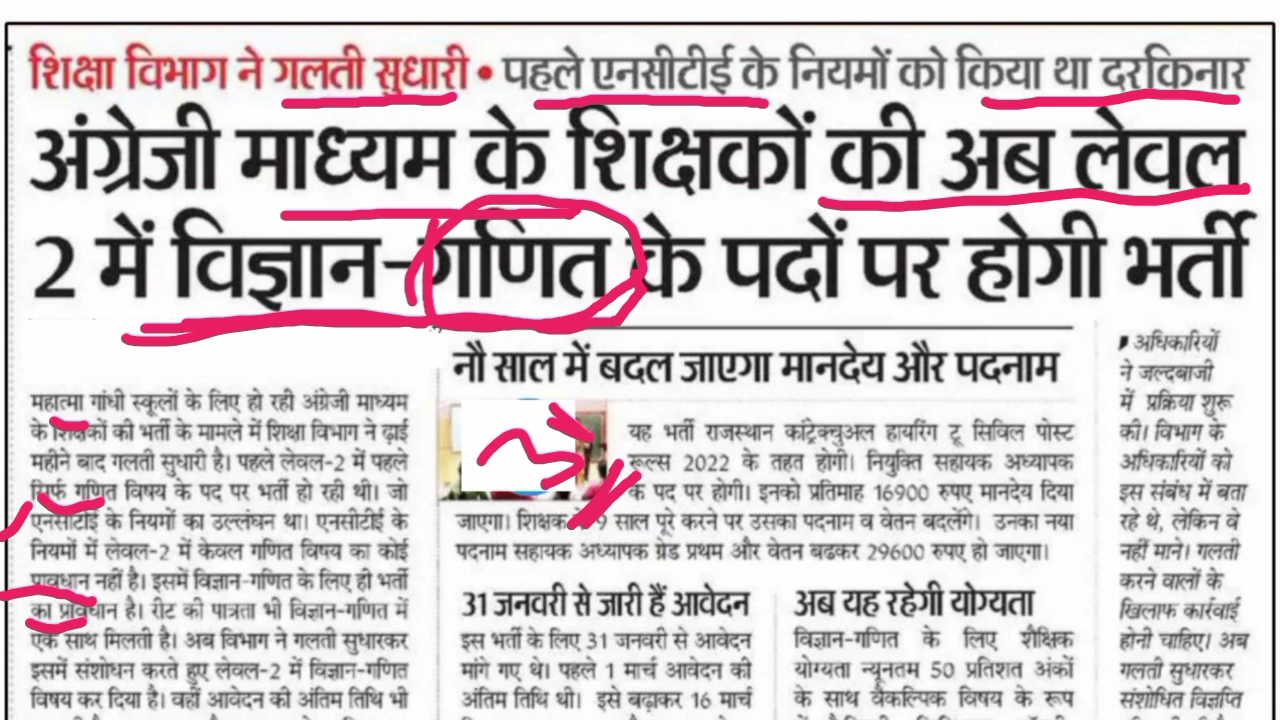 शिक्षा विभाग ने गलती सुधारी • पहले एनसीटीई के नियमों को किया था दरकिनार
अंग्रेजी माध्यम के शिक्षकों की अब लेवल
2 में विज्ञान-गणित के पदों पर होगी भर्ती
महात्मा गांधी स्कूलों के लिए हो रही अंग्रेजी माध्यम
के शिक्षकों की भर्ती के मामले में शिक्षा विभाग ने ढाई
महीने बाद गलती सुधारी है। पहले लेवल-2 में पहले
सिर्फ गणित विषय के पद पर भर्ती हो रही थी। जो
एनसीटीई के नियमों का उल्लंघन था। एनसीटीई के
नियमों में लेवल-2 में केवल गणित विषय का कोई
प्रावधान नहीं है। इसमें विज्ञान-गणित के लिए ही भर्ती
का प्रावधान है। रीट की पात्रता भी विज्ञान-गणित में
एक साथ मिलती है। अब विभाग ने गलती सुधारकर
इसमें संशोधन करते हुए लेवल-2 में विज्ञान-गणित
विषय कर दिया है। वहीं आवेदन की अंतिम तिथि भी
नौ साल में बदल जाएगा मानदेय और पदनाम
यह भर्ती राजस्थान कांट्रेक्चुअल हायरिंग टू सिविल पोस्ट
रूल्स 2022 के तहत होगी। नियुक्ति सहायक अध्यापक
के पद पर होगी। इनको प्रतिमाह 16900 रुपए मानदेय दिया
जाएगा। शिक्षक 9 साल पूरे करने पर उसका पदनाम व वेतन बदलेंगे। उनका नया
पदनाम सहायक अध्यापक ग्रेड प्रथम और वेतन बढकर 29600 रुपए हो जाएगा।
31 जनवरी से जारी हैं आवेदन
इस भर्ती के लिए 31 जनवरी से आवेदन
मांगे गए थे। पहले 1 मार्च आवेदन की
अंतिम तिथि थी। इसे बढ़ाकर 16 मार्च
अब यह रहेगी योग्यता
विज्ञान-गणित के लिए शैक्षिक
योग्यता न्यूनतम 50 प्रतिशत अंकों
के साथ वैकल्पिक विषय के रूप
अधिकारियों
ने जल्दबाजी
में प्रक्रिया शुरू
की। विभाग के
अधिकारियों को
इस संबंध में बता
रहे थे, लेकिन वे
नहीं माने। गलती
करने वालों के
खिलाफ कार्रवाई
होनी चाहिए। अब
गलती सुधारकर
संशोधित विज्ञप्ति